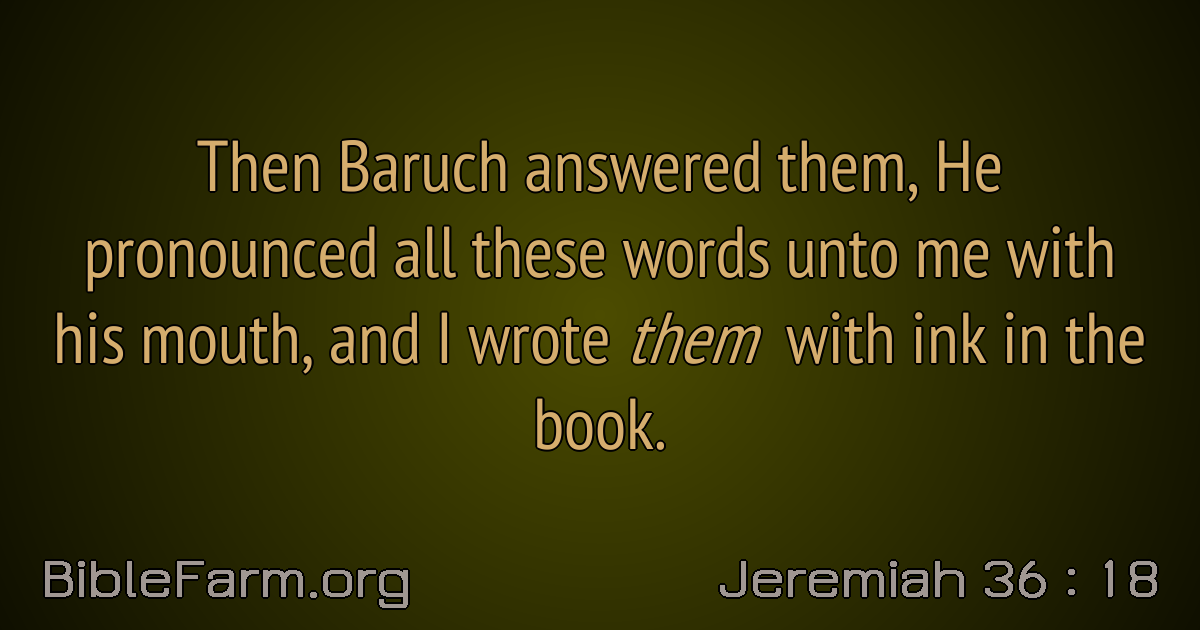 Then Baruch answered them, He
pronounced all these words unto me with
his mouth, and I wrote them with ink in the
book.
BibleFarm.org
Jeremiah 36 : 18